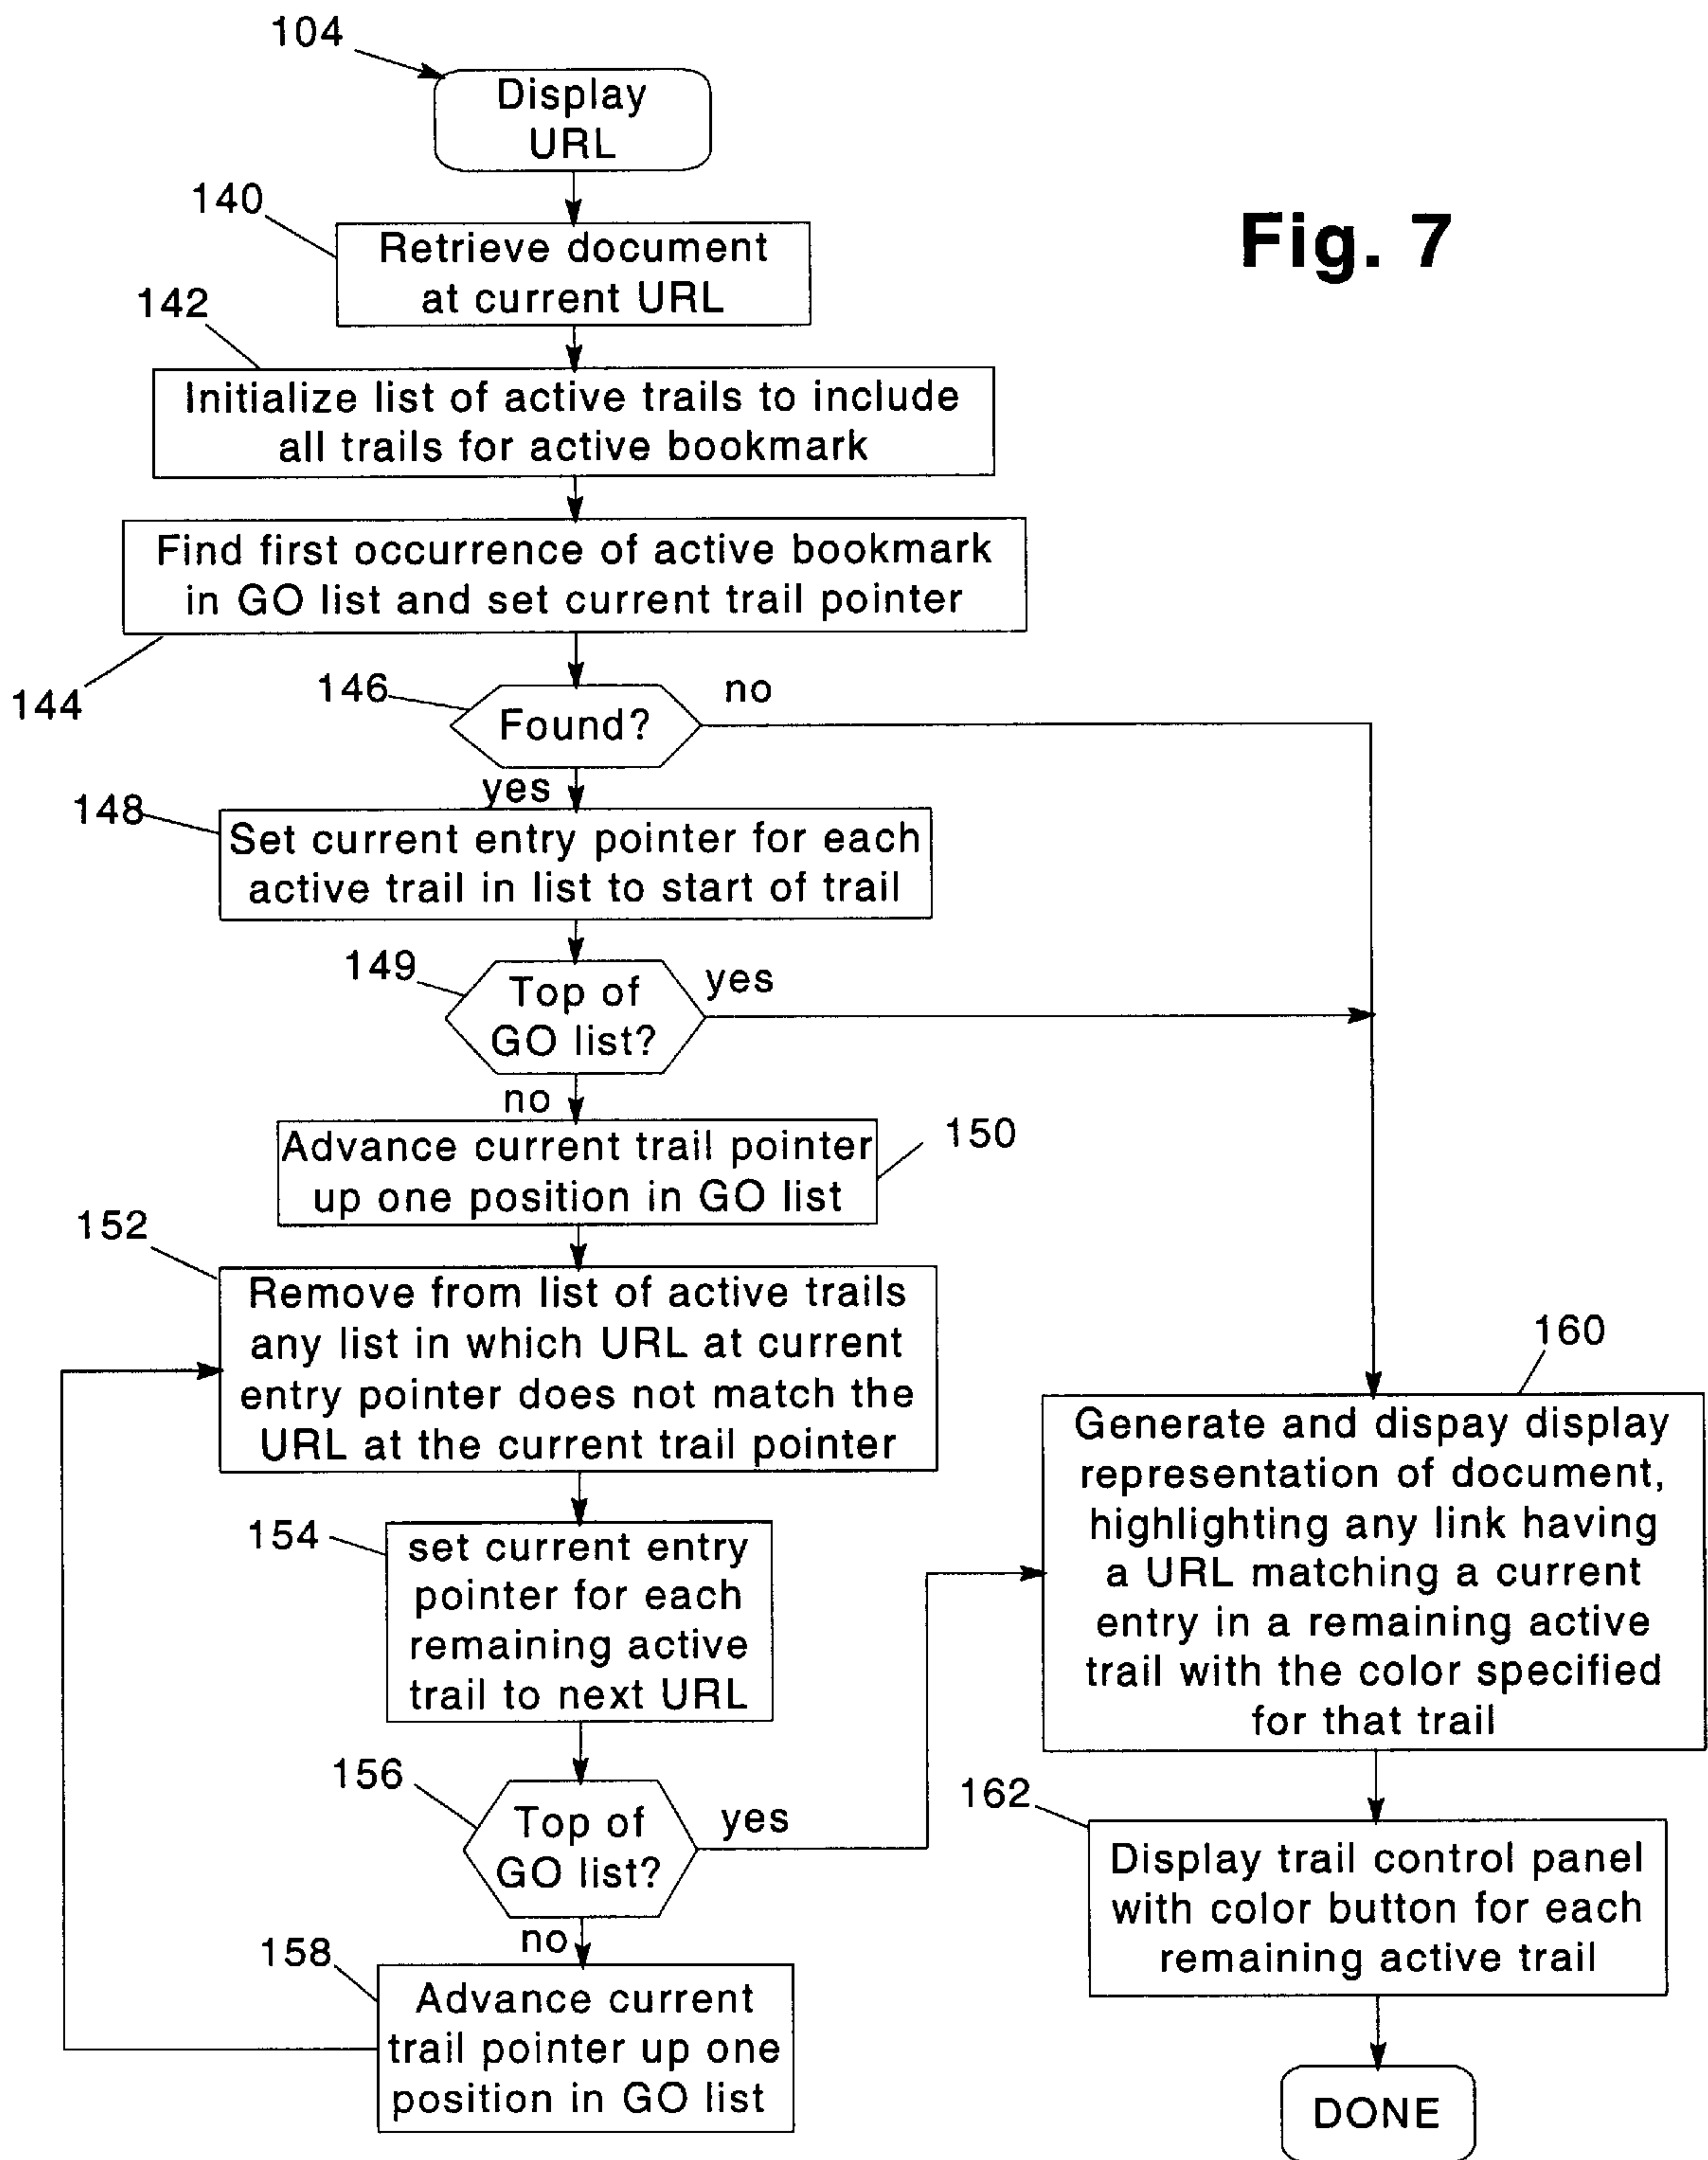 104
Display
URL
Fig. 7
140
Retrieve document
at current URL
142
Initialize list of active trails to include
all trails for active bookmark
Find first occurrence of active bookmark
in GO list and set current trail pointer
144
146
Found?
no
yes
148
Set current entry pointer for each
active trail in list to start of trail
149
Top of
GO list?
yes
no
Advance current trail pointer
up one position in GO list
150
152
Remove from list of active trails
any list in which URL at current
entry pointer does not match the
URL at the current trail pointer
154
set current entry
pointer for each
remaining active
trail to next URL
156
Top of
GO list?
yes
no
158
Advance current
trail pointer up one
position in GO list
160
Generate and dispay display
representation of document,
highlighting any link having
a URL matching a current
entry in a remaining active
trail with the color specified
for that trail
162
Display trail control panel
with color button for each
remaining active trail
DONE